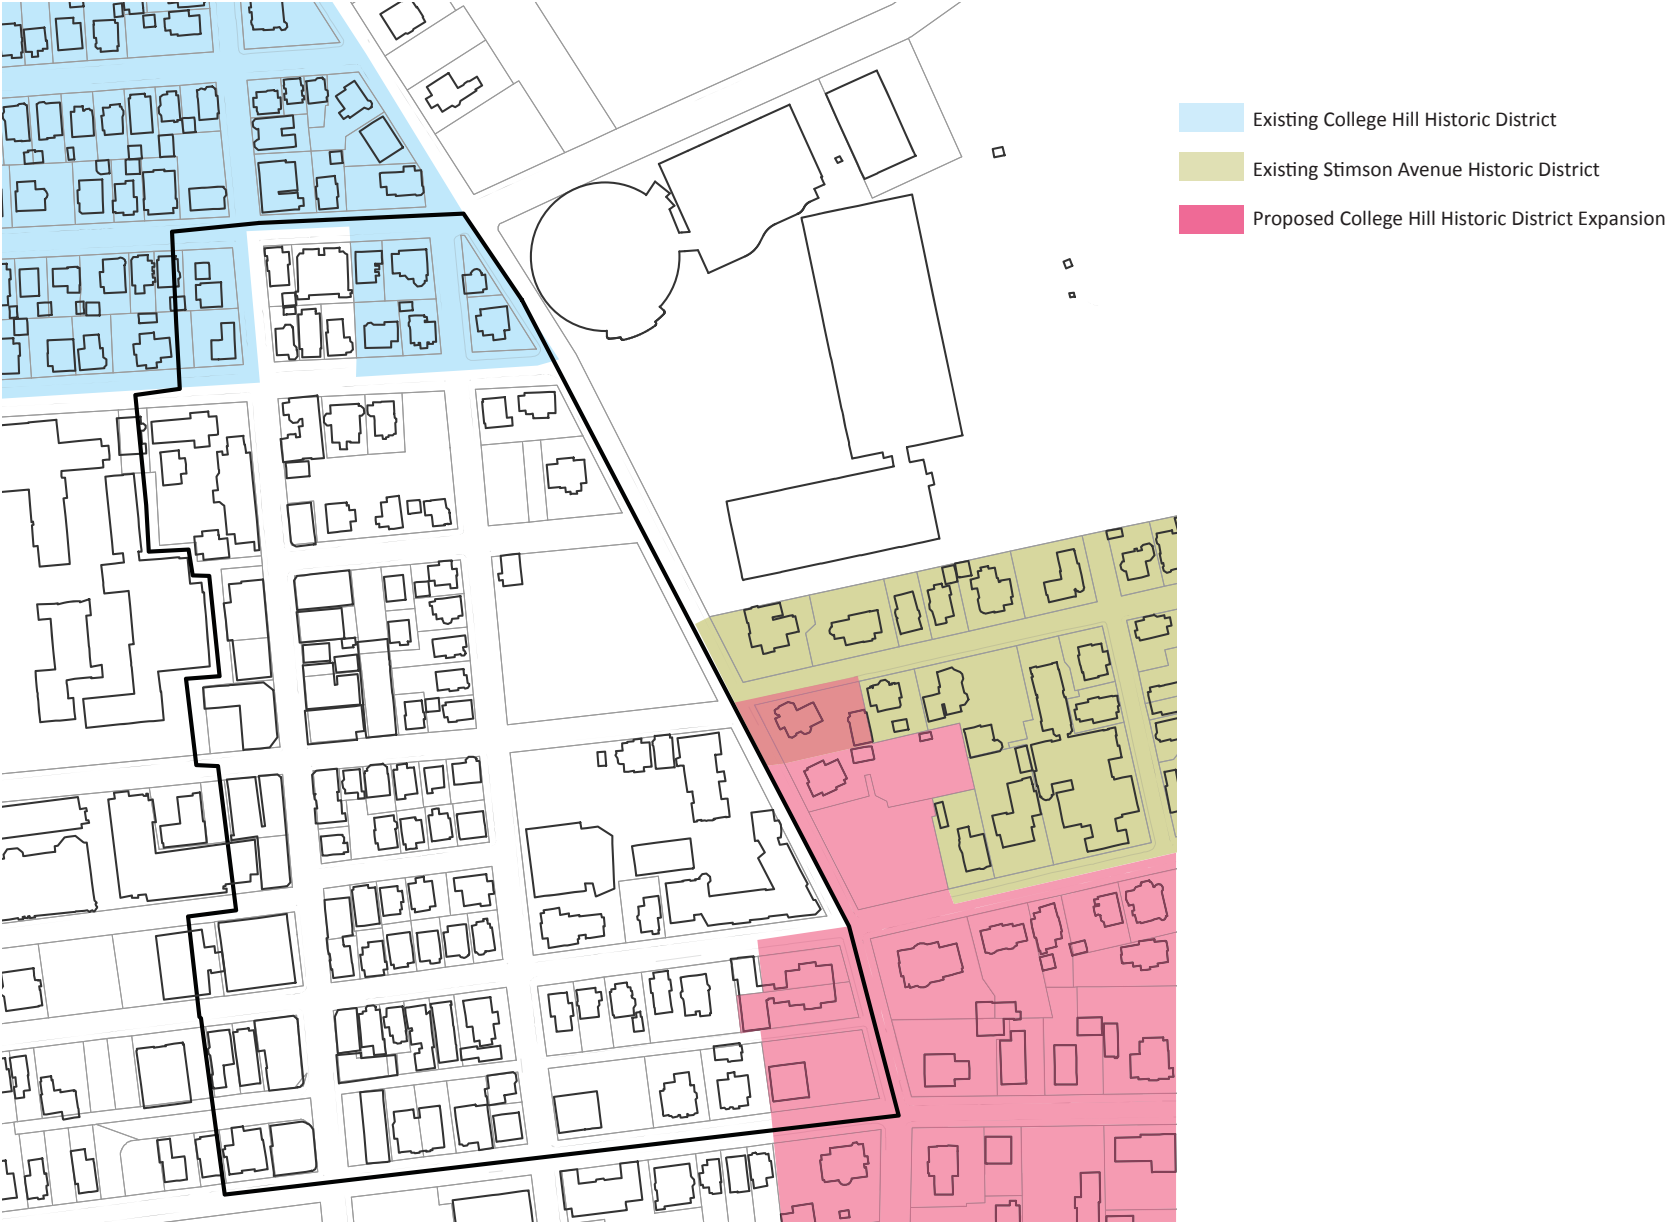 Existing College Hill Historic District
Existing Stimson Avenue Historic District
Proposed College Hill Historic District Expansion